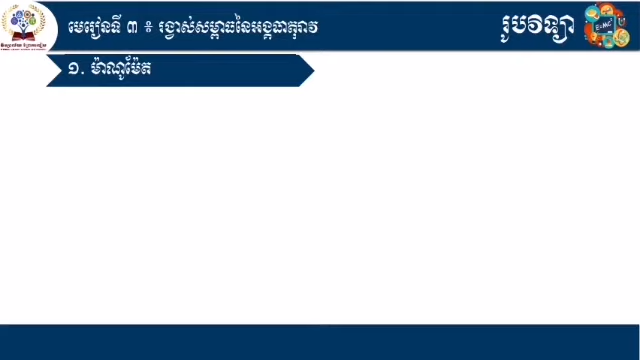 មេរៀនទី ៣ ៖ រង្វាស់សម្ពាធនៃអង្គធាតុរាវ
រូបវិទ្យា
១. ម៉ាណូម៉ែត